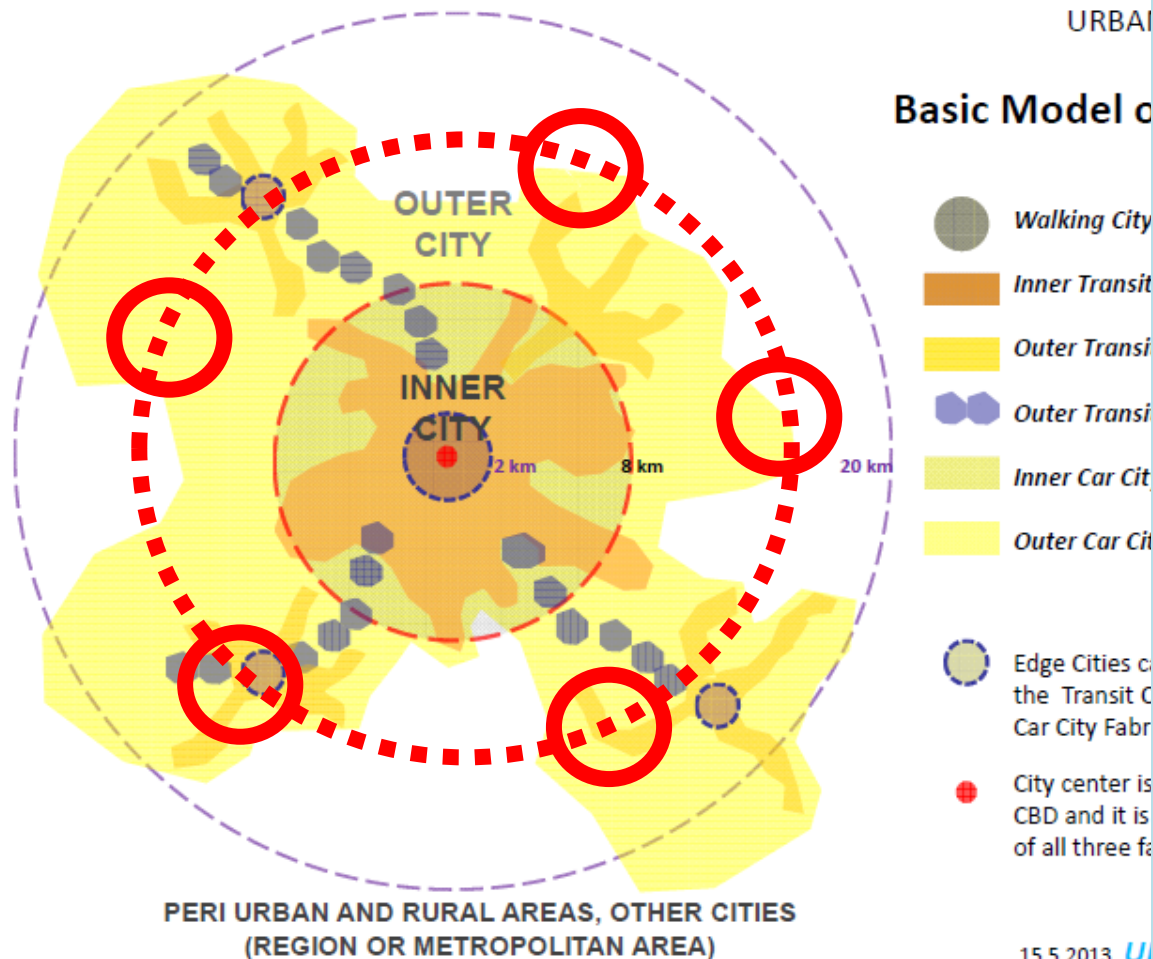 URBA
Basic Model o
OUTER
CITY
INNER
CITY
2 km
8 km
20 km
Walking City
Inner Transit
Outer Transi
Outer Transi
Inner Car Cit
Outer Car Cit
Edge Cities c
the Transit C
Car City Fabr
City center is
CBD and it is
of all three fa
PERI URBAN AND RURAL AREAS, OTHER CITIES
(REGION OR METROPOLITAN AREA)
15.5.2013